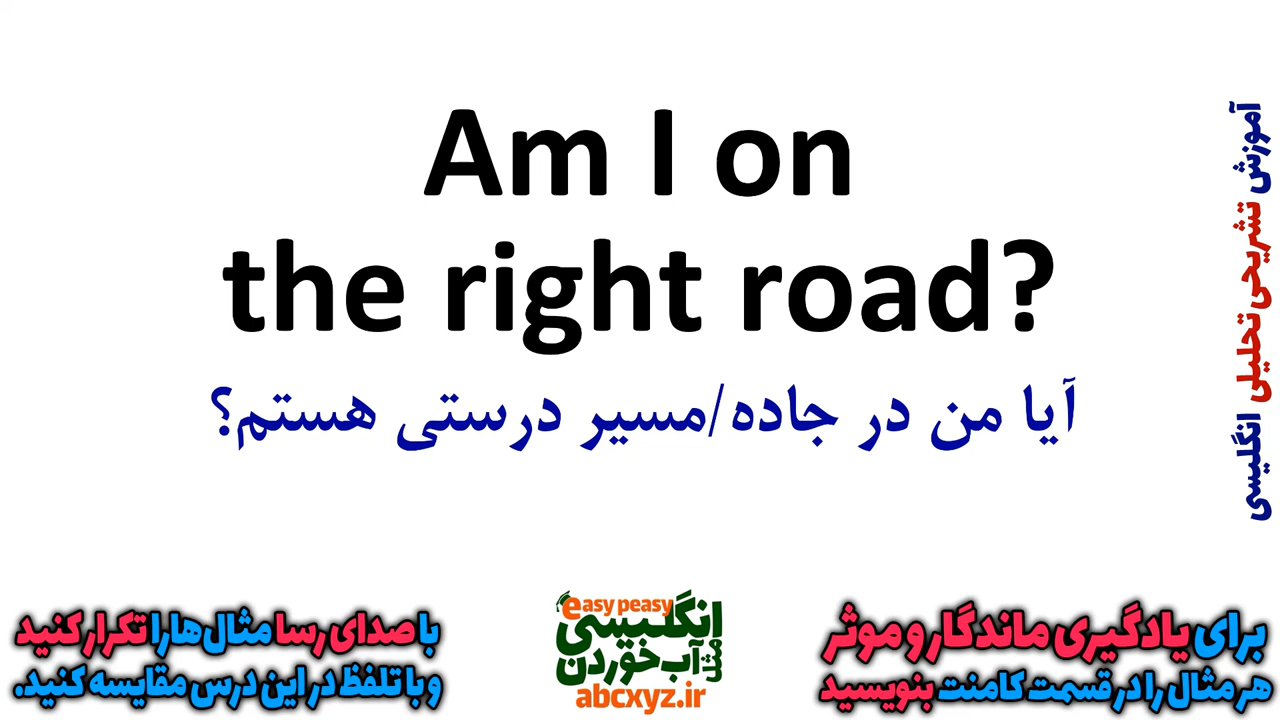 Am I on
the right road?
آیا من در جاده/مسیر درستی هستم؟
آموزش تشریحی تحلیلی انگلیسی
برای یادگیری ماندگار و موثر
هر مثال را در قسمت کامنت بنویسید
easy peasy
انگلیسی
مثل آب خوردن
abcxyz.ir
با صدای رسا مثال‌ها را تکرار کنید
و با تلفظ در این درس مقایسه کنید.